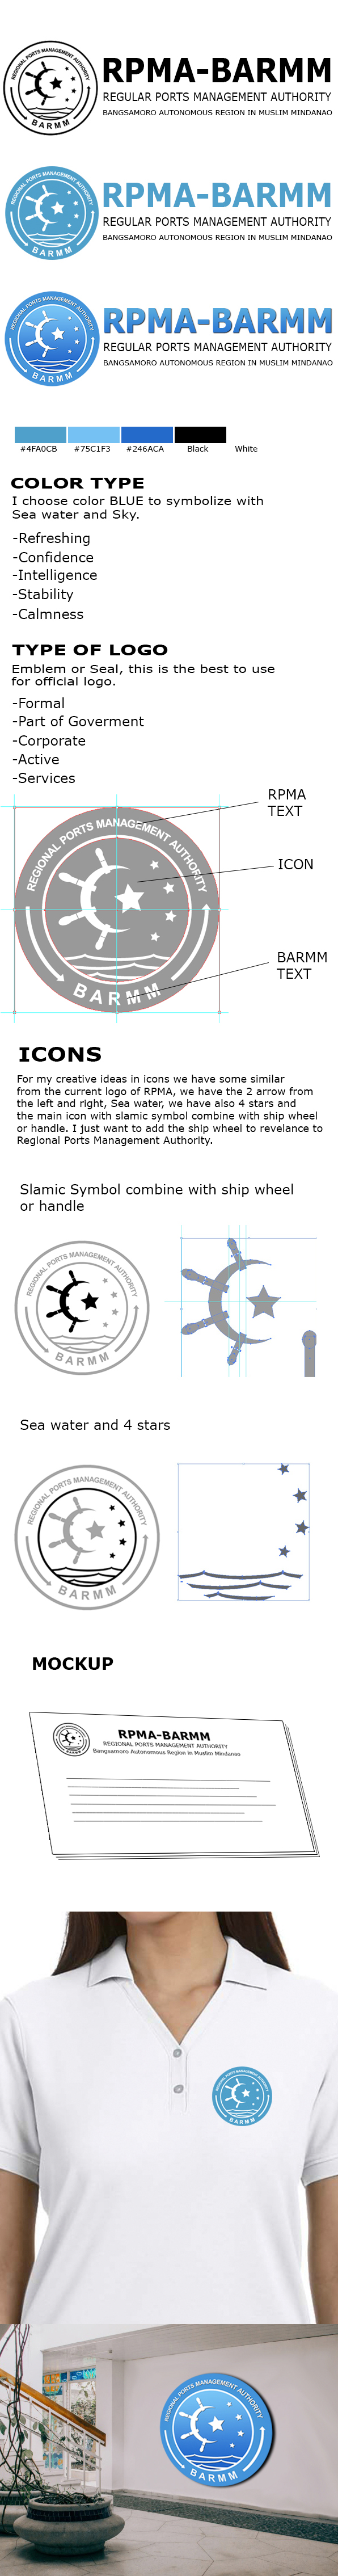 REGIONAL PORTS MANAGEMENT AUTHORITY
BARMM
RPMA-BARMM
REGULAR PORTS MANAGEMENT AUTHORITY
BANGSAMORO AUTONOMOUS REGION IN MUSLIM MINDANAO
REGIONAL PORTS MANAGEMENT AUTHORITY
BARMM
RPMA-BARMM
REGULAR PORTS MANAGEMENT AUTHORITY
BANGSAMORO AUTONOMOUS REGION IN MUSLIM MINDANAO
REGIONAL PORTS MANAGEMENT AUTHORITY
BARMM
RPMA-BARMM
REGULAR PORTS MANAGEMENT AUTHORITY
BANGSAMORO AUTONOMOUS REGION IN MUSLIM MINDANAO
#4FA0CB #75C1F3 #246ACA Black White
COLOR TYPE
I choose color BLUE to symbolize with
Sea water and Sky.
-Refreshing
-Confidence
-Intelligence
-Stability
-Calmness
TYPE OF LOGO
Emblem or Seal, this is the best to use
for official logo.
-Formal
-Part of Goverment
-Corporate
-Active
-Services
RPMA
TEXT
REGIONAL PORTS MANAGEMENT AUTHORITY
ICON
BARMM
TEXT
BARMM
ICONS
For my creative ideas in icons we have some similar
from the current logo of RPMA, we have the 2 arrow from
the left and right, Sea water, we have also 4 stars and
the main icon with slamic symbol combine with ship wheel
or handle. I just want to add the ship wheel to revelance to
Regional Ports Management Authority.
Slamic Symbol combine with ship wheel
or handle
REGIONAL PORTS MANAGEMENT AUTHORITY
BARMM
Sea water and 4 stars
REGIONAL PORTS MANAGEMENT AUTHORITY
BARMM
MOCKUP
RPMA-BARMM
REGIONAL PORTS MANAGEMENT AUTHORITY
Bangsamoro Autonomous Region in Muslim Mindanao
REGIONAL PORTS MANAGEMENT AUTHORITY
BARMM
REGIONAL PORTS MANAGEMENT AUTHORITY
BARMM